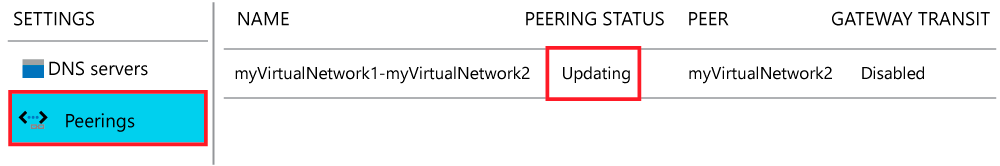 SETTINGS
DNS servers
Peerings
NAME PEERING STATUS PEER GATEWAY TRANSIT
myVirtualNetwork1-myVirtualNetwork2 Updating myVirtualNetwork2 Disabled